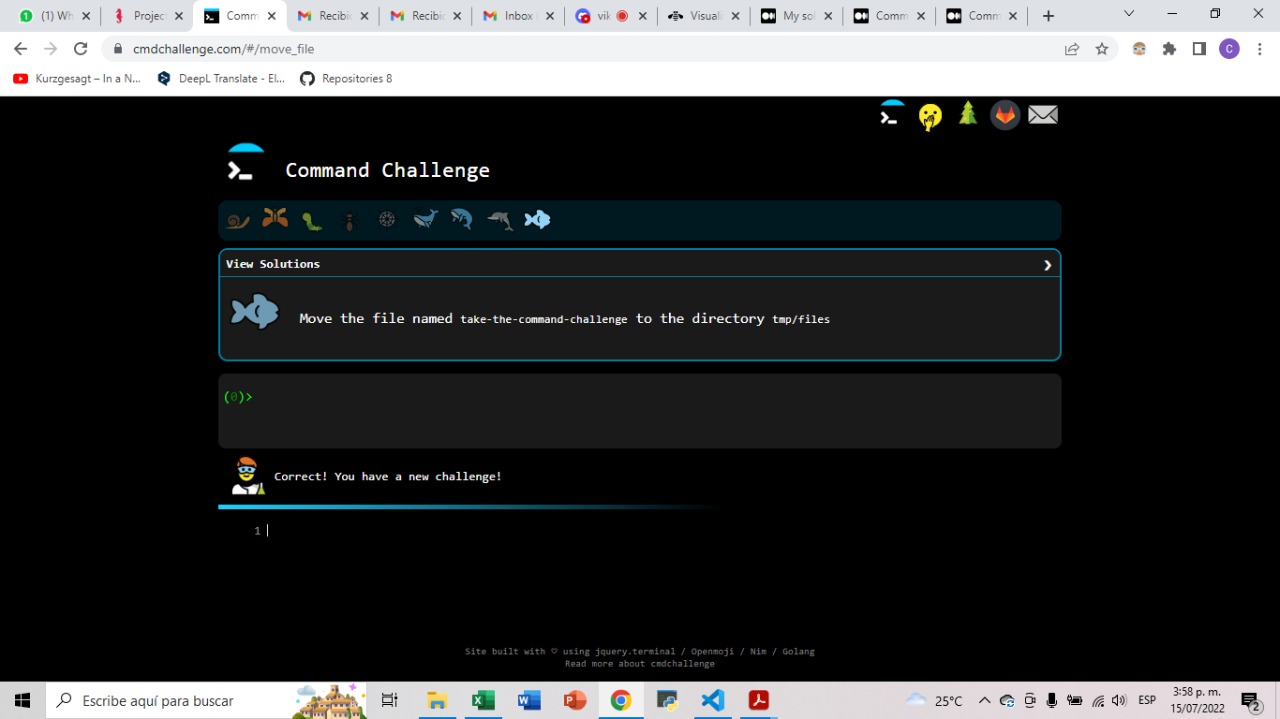 (1) Wh
Project
Comm
Recibid
Recibid
Inbox (
vik
Visual
My sol
Comm
Comm
cmdchallenge.com/#/move_file
C
Kurzgesagt – In a N...
DeepL Translate - El...
Repositories 8
Command Challenge
View Solutions
Move the file named take-the-command-challenge to the directory tmp/files
(0)>
Correct! You have a new challenge!
1
Site built with ♡ using jquery.terminal / Openmoji / Nim / Golang
Read more about cmdchallenge
Escribe aquí para buscar
25°C
ESP
3:58 p. m.
15/07/2022
2